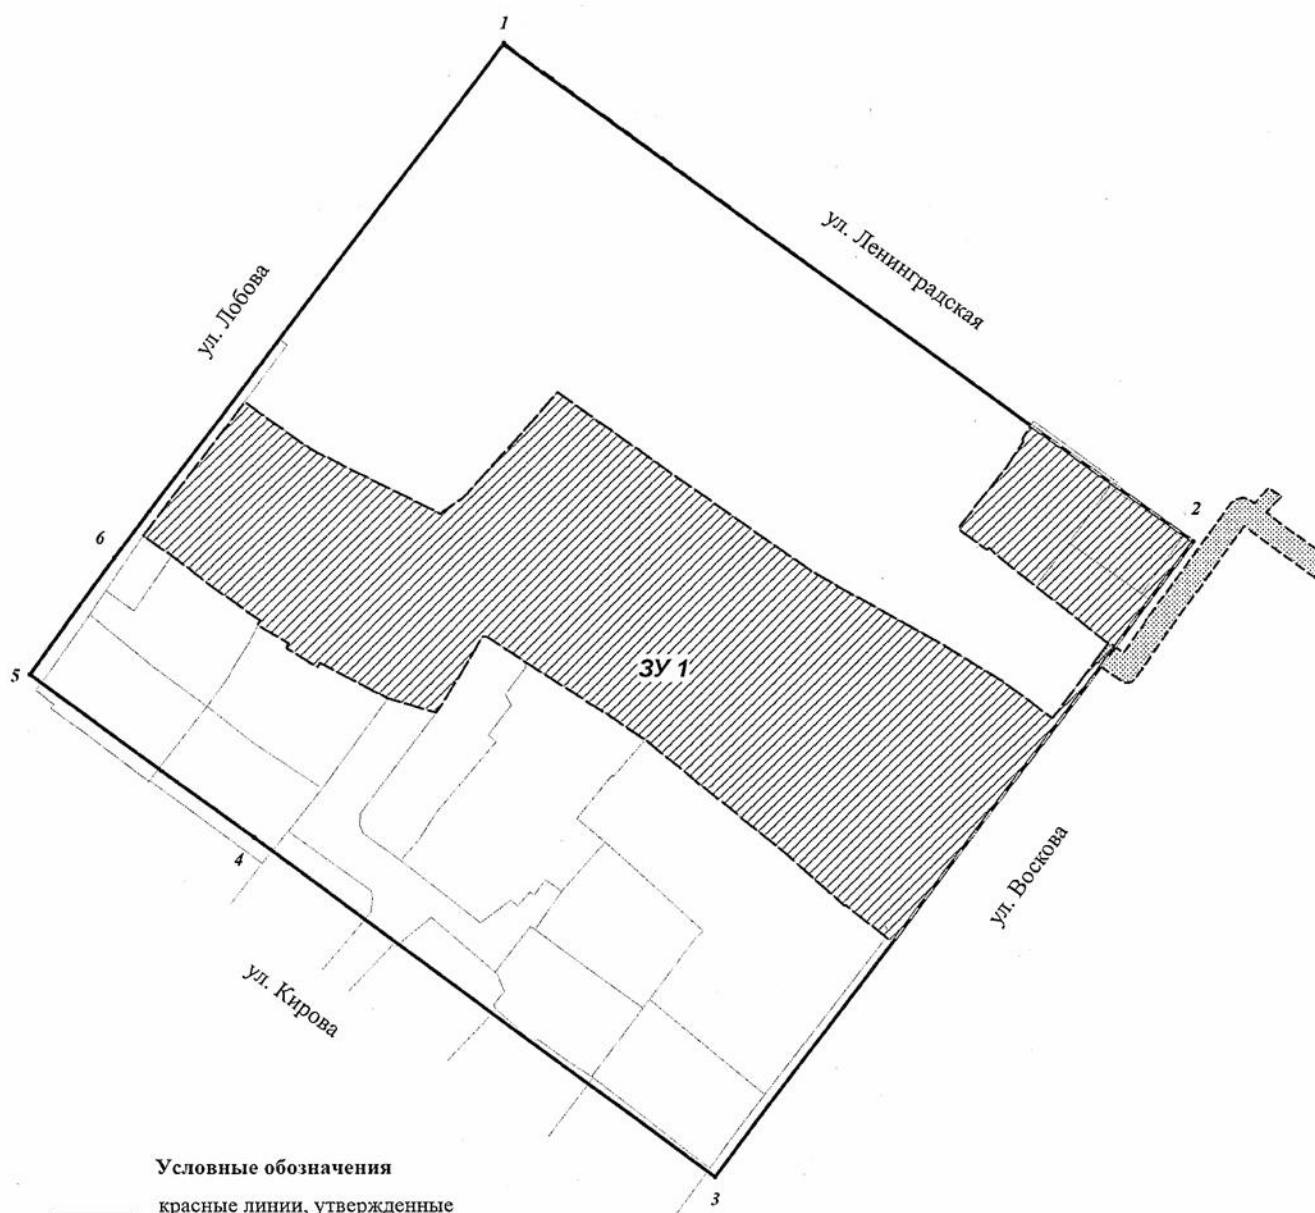 1
ул. Ленинградская
ул. Лобова
2
6
ЗУ 1
5
ул. Воскова
4
ул. Кирова
Условные обозначения
3
красные линии, утвержденные